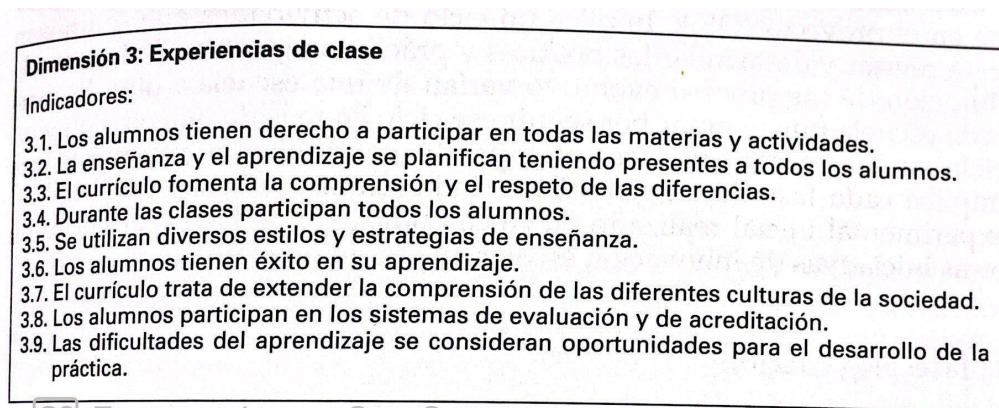 Dimensión 3: Experiencias de clase
Indicadores:
3.1. Los alumnos tienen derecho a participar en todas las materias y actividades.
3.2. La enseñanza y el aprendizaje se planifican teniendo presentes a todos los alumnos.
3.3. El currículo fomenta la comprensión y el respeto de las diferencias.
3.4. Durante las clases participan todos los alumnos.
3.5. Se utilizan diversos estilos y estrategias de enseñanza.
3.6. Los alumnos tienen éxito en su aprendizaje.
3.7. El currículo trata de extender la comprensión de las diferentes culturas de la sociedad.
3.8. Los alumnos participan en los sistemas de evaluación y de acreditación.
3.9. Las dificultades del aprendizaje se consideran oportunidades para el desarrollo de la
práctica.